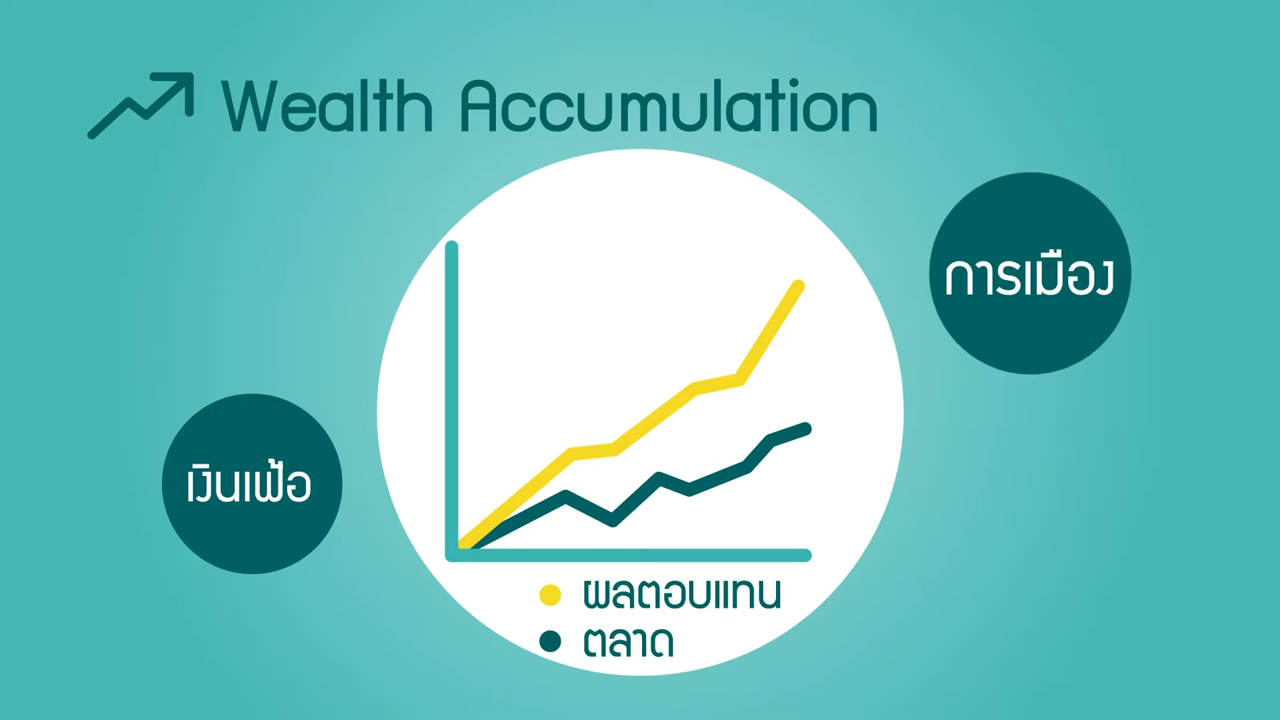 Wealth Accumulation
การเมือง
เงินเฟ้อ
ผลตอบแทน
ตลาด